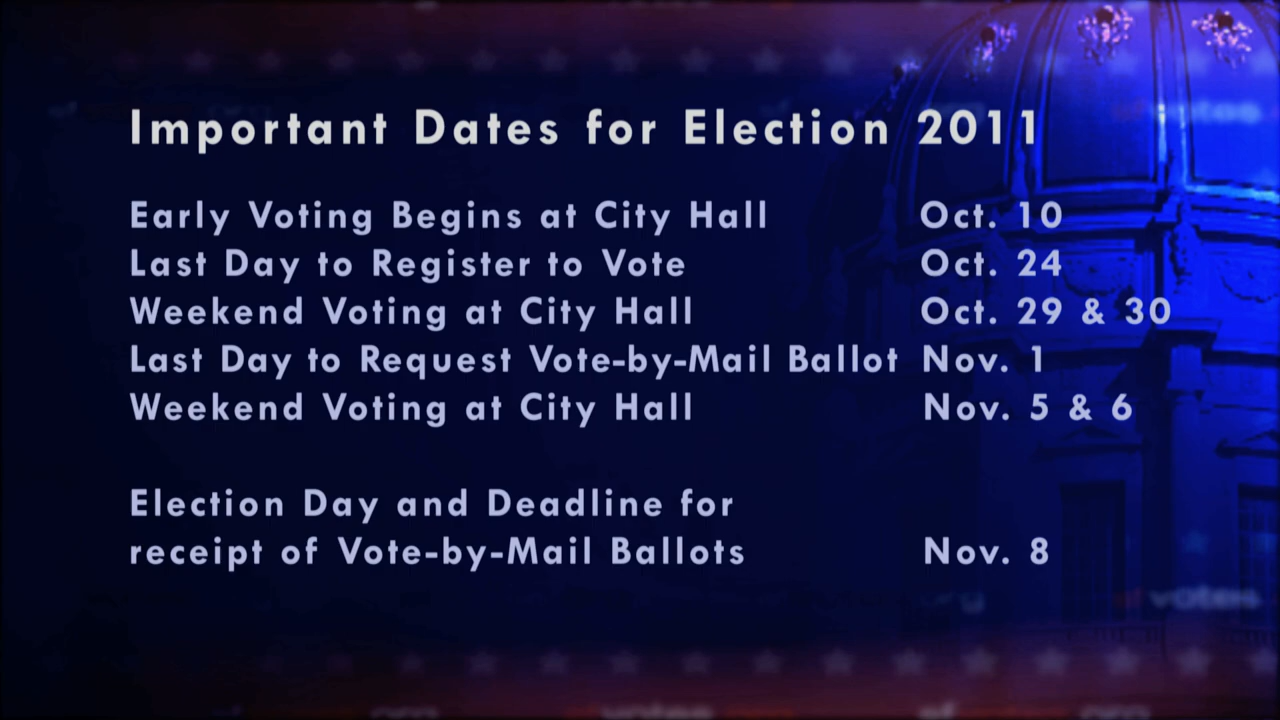 Important Dates for Election 2011
Early Voting Begins at City Hall Oct. 10
Last Day to Register to Vote Oct. 24
Weekend Voting at City Hall Oct. 29 & 30
Last Day to Request Vote-by-Mail Ballot Nov. 1
Weekend Voting at City Hall Nov. 5 & 6
Election Day and Deadline for
receipt of Vote-by-Mail Ballots Nov. 8